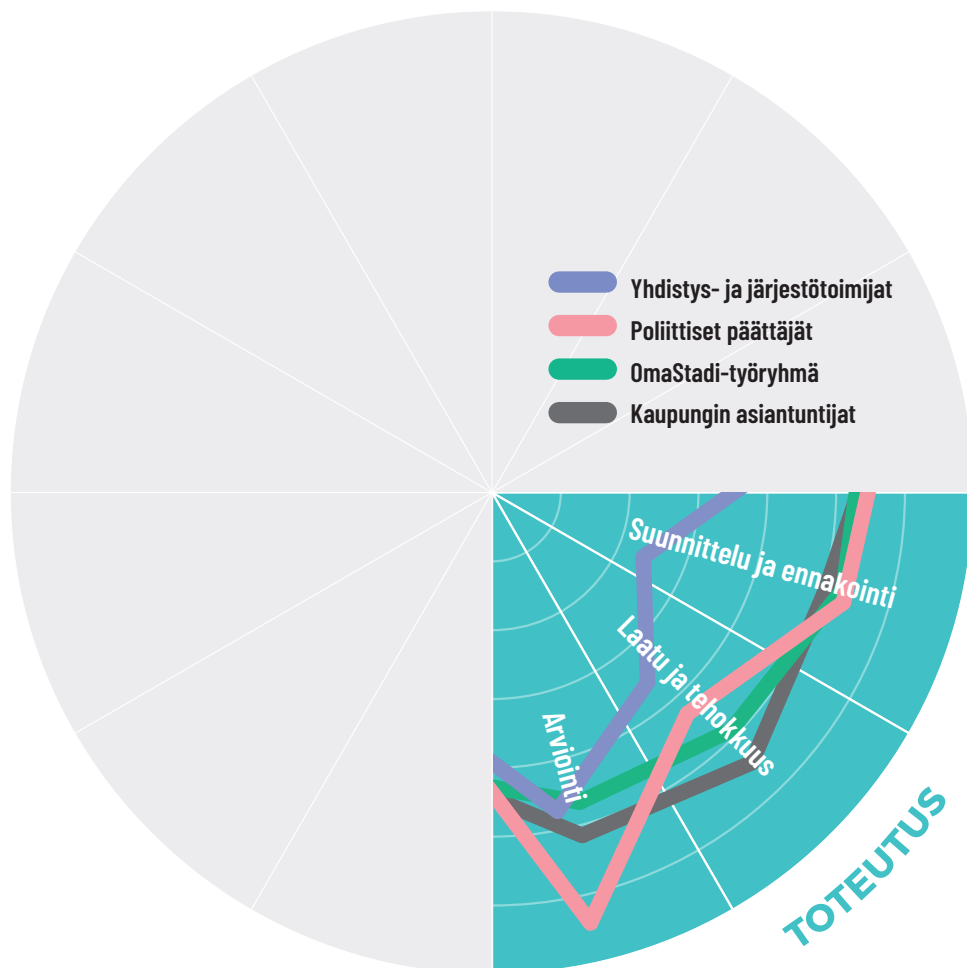 Yhdistys- ja järjestötoimijat
Poliittiset päättäjät
OmaStadi-työryhmä
Kaupungin asiantuntijat
Suunnittelu ja ennakointi
Laatu ja tehokkuus
Arviointi
TOTEUTUS